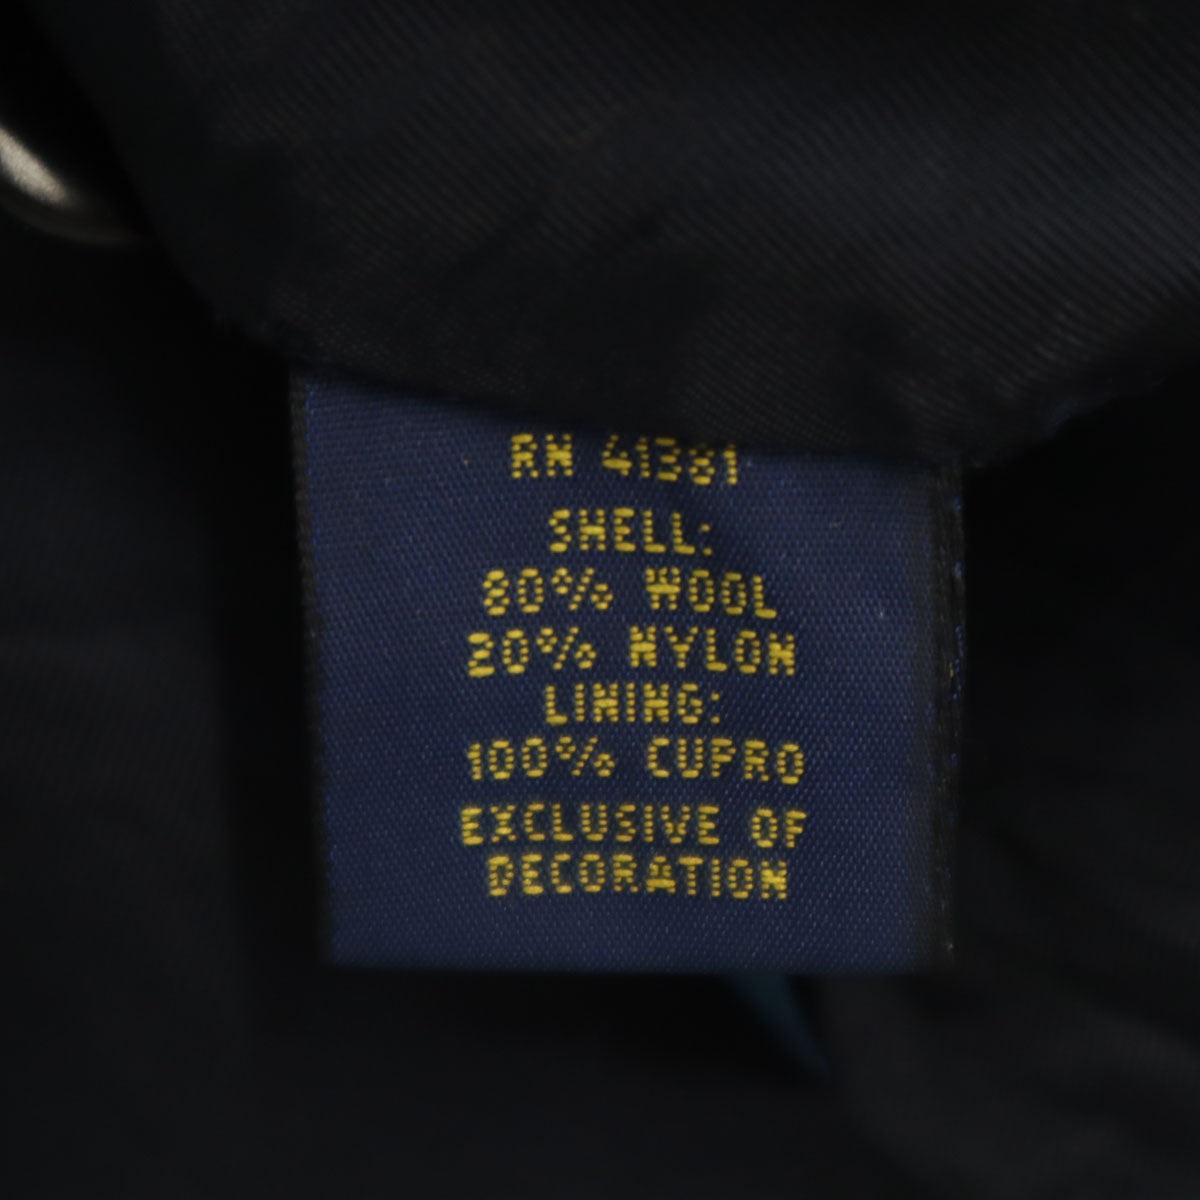 RN 41381
SHELL:
80% WOOL
20% NYLON
LINING:
100% CUPRO
EXCLUSIVE OF
DECORATION